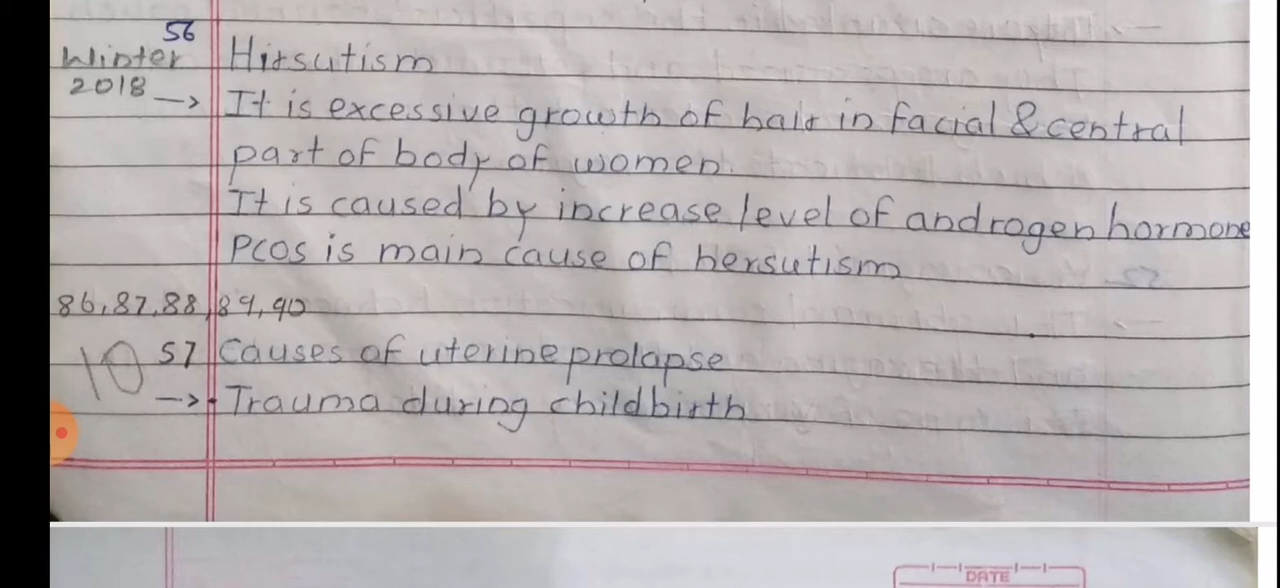 56
Winter Hirsutism
2018 → It is excessive growth of hair in facial & central
part of body of women.
It is caused by increase level of androgen hormone
PCOS is main cause of hersutism
86,87,88,89,90
10 57 Causes of uterine prolapse
→ • Trauma during childbirth
DATE